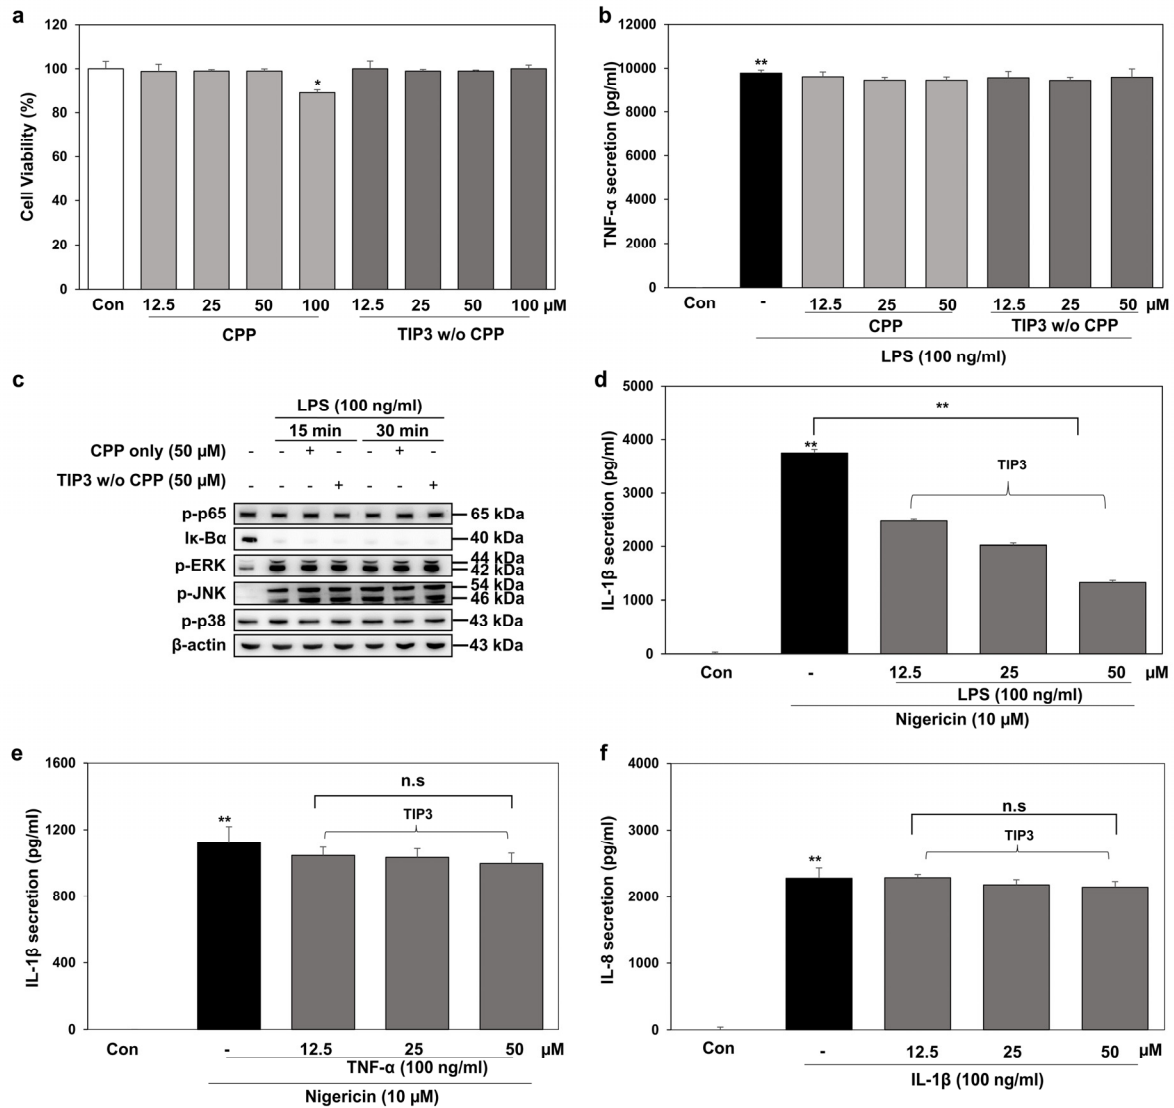 a
120
100
80
60
40
20
0
Cell Viability (%)
*
Con 12.5 25 50 100 12.5 25 50 100 µM
CPP TIP3 w/o CPP
b
12000
10000
8000
6000
4000
2000
0
TNF-α secretion (pg/ml)
**
Con - 12.5 25 50 12.5 25 50 µM
CPP TIP3 w/o CPP
LPS (100 ng/ml)
c
LPS (100 ng/ml)
15 min 30 min
CPP only (50 µM) - - + - - + -
TIP3 w/o CPP (50 µM) - - - + - - +
p-p65 65 kDa
Iκ-Bα 40 kDa
p-ERK 44 kDa
42 kDa
p-JNK 54 kDa
46 kDa
p-p38 43 kDa
β-actin 43 kDa
d
5000
4000
3000
2000
1000
0
IL-1β secretion (pg/ml)
**
**
TIP3
Con - 12.5 25 50 µM
LPS (100 ng/ml)
Nigericin (10 µM)
e
1600
1200
800
400
0
IL-1β secretion (pg/ml)
n.s
**
TIP3
Con - 12.5 25 50 µM
TNF-α (100 ng/ml)
Nigericin (10 µM)
f
4000
3000
2000
1000
0
IL-8 secretion (pg/ml)
n.s
**
TIP3
Con - 12.5 25 50 µM
IL-1β (100 ng/ml)